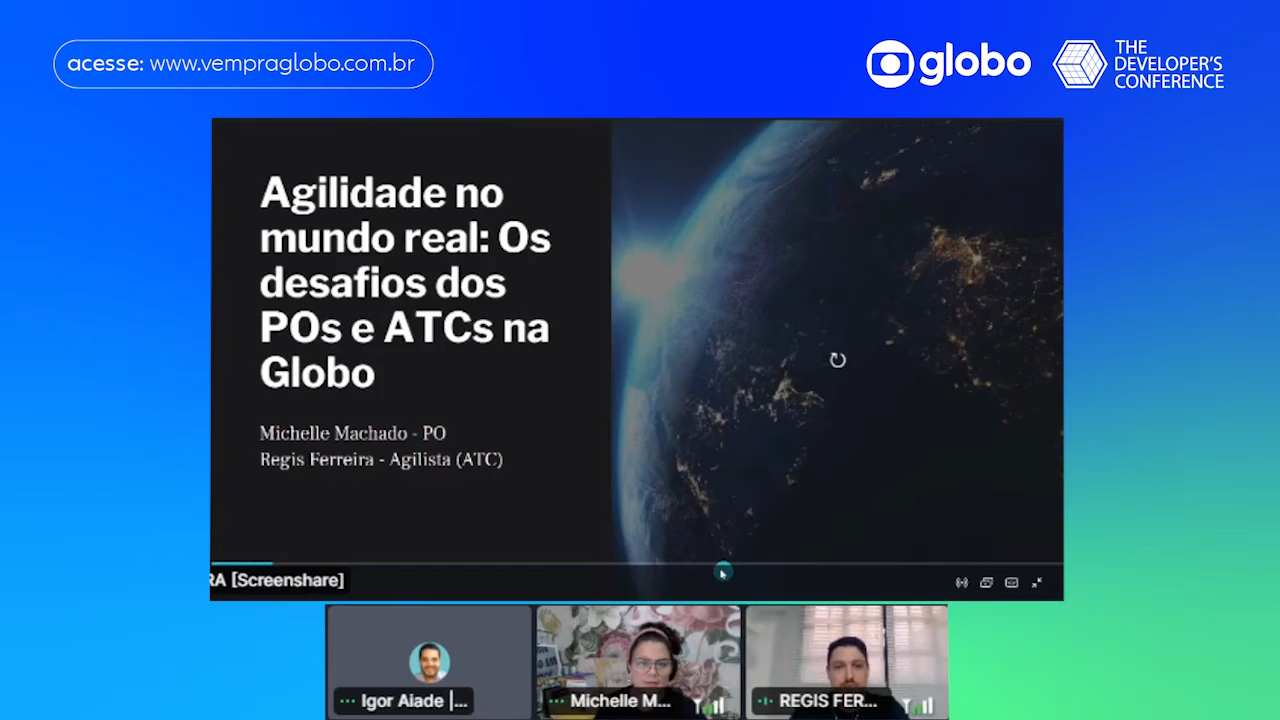 acesse: www.vempraglobo.com.br
globo
THE
DEVELOPER'S
CONFERENCE
Agilidade no
mundo real: Os
desafios dos
POs e ATCs na
Globo
Michelle Machado - PO
Regis Ferreira - Agilista (ATC)
RA [Screenshare]
Igor Aiade |...
Michelle M...
REGIS FER...